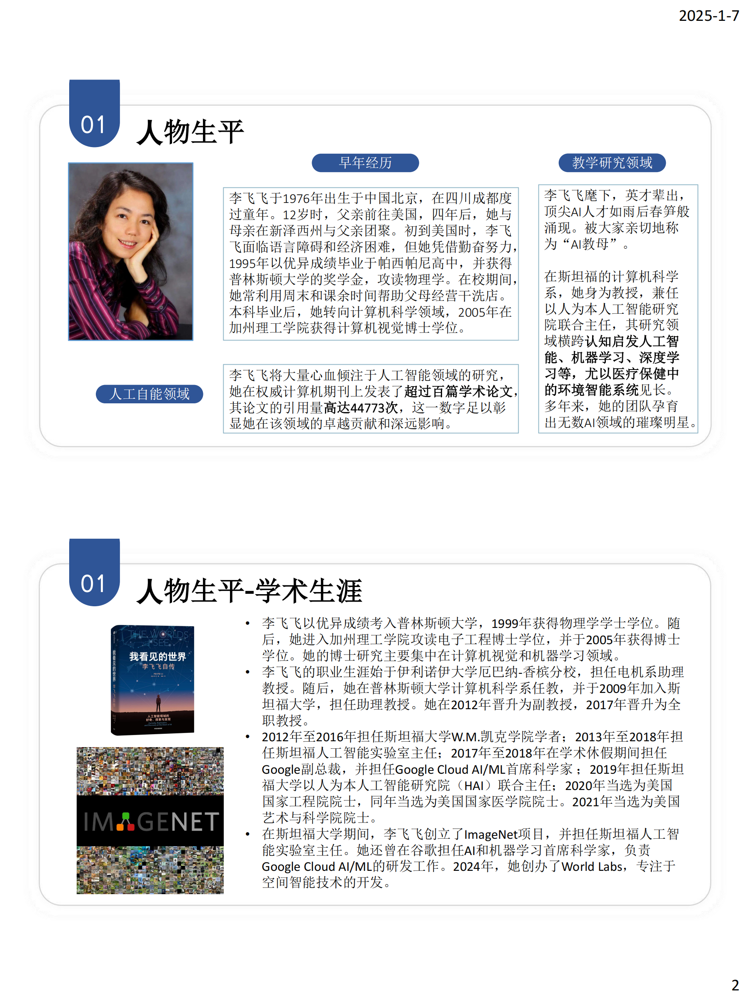 2025-1-7
01
人物生平
早年经历
李飞飞于1976年出生于中国北京，在四川成都度
过童年。12岁时，父亲前往美国，四年后，她与
母亲在新泽西州与父亲团聚。初到美国时，李飞
飞面临语言障碍和经济困难，但她凭借勤奋努力，
1995年以优异成绩毕业于帕西帕尼高中，并获得
普林斯顿大学的奖学金，攻读物理学。在校期间，
她常利用周末和课余时间帮助父母经营干洗店。
本科毕业后，她转向计算机科学领域，2005年在
加州理工学院获得计算机视觉博士学位。
人工自能领域
李飞飞将大量心血倾注于人工智能领域的研究，
她在权威计算机期刊上发表了超过百篇学术论文，
其论文的引用量高达44773次，这一数字足以彰
显她在该领域的卓越贡献和深远影响。
教学研究领域
李飞飞麾下，英才辈出，
顶尖AI人才如雨后春笋般
涌现。被大家亲切地称
为“AI教母”。
在斯坦福的计算机科学
系，她身为教授，兼任
以人为本人工智能研究
院联合主任，其研究领
域横跨认知启发人工智
能、机器学习、深度学
习等，尤以医疗保健中
的环境智能系统见长。
多年来，她的团队孕育
出无数AI领域的璀璨明星。
01
人物生平-学术生涯
THE WORLDS
I SEE
我看见的世界
李飞飞自传
FEI-FEI LI
我看见的世界
人工智能领域的
好奇、探索与发现
Curiosity, Exploration,
and Discovery at the Dawn of AI
IMAGENET
• 李飞飞以优异成绩考入普林斯顿大学，1999年获得物理学学士学位。随
后，她进入加州理工学院攻读电子工程博士学位，并于2005年获得博士
学位。她的博士研究主要集中在计算机视觉和机器学习领域。
• 李飞飞的职业生涯始于伊利诺伊大学厄巴纳-香槟分校，担任电机系助理
教授。随后，她在普林斯顿大学计算机科学系任教，并于2009年加入斯
坦福大学，担任助理教授。她在2012年晋升为副教授，2017年晋升为全
职教授。
• 2012年至2016年担任斯坦福大学W.M.凯克学院学者；2013年至2018年担
任斯坦福人工智能实验室主任；2017年至2018年在学术休假期间担任
Google副总裁，并担任Google Cloud AI/ML首席科学家 ；2019年担任斯坦
福大学以人为本人工智能研究院（HAI）联合主任；2020年当选为美国
国家工程院院士，同年当选为美国国家医学院院士。2021年当选为美国
艺术与科学院院士。
• 在斯坦福大学期间，李飞飞创立了ImageNet项目，并担任斯坦福人工智
能实验室主任。她还曾在谷歌担任AI和机器学习首席科学家，负责
Google Cloud AI/ML的研发工作。2024年，她创办了World Labs，专注于
空间智能技术的开发。
2